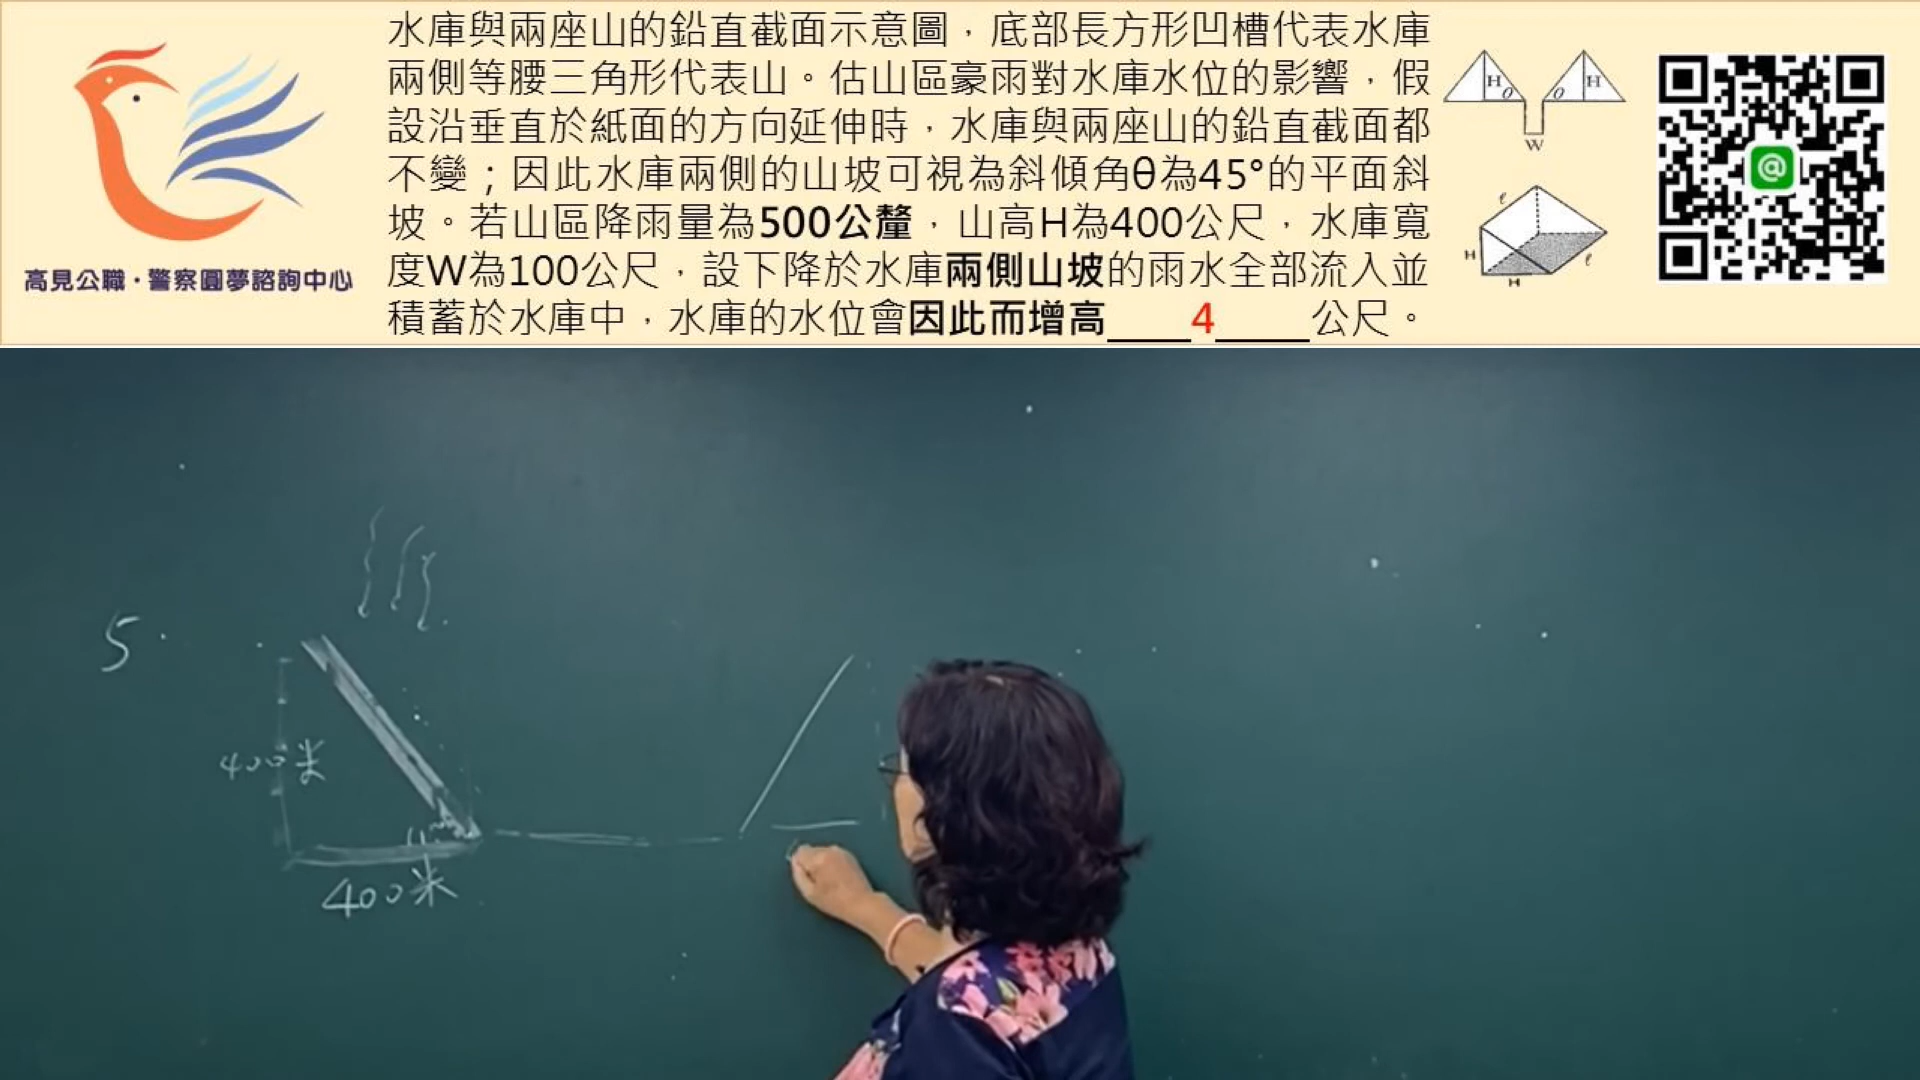 水庫與兩座山的鉛直截面示意圖，底部長方形凹槽代表水庫
兩側等腰三角形代表山。估山區豪雨對水庫水位的影響，假
設沿垂直於紙面的方向延伸時，水庫與兩座山的鉛直截面都
不變；因此水庫兩側的山坡可視為斜傾角θ為45°的平面斜
坡。若山區降雨量為500公釐，山高H為400公尺，水庫寬
度W為100公尺，設下降於水庫兩側山坡的雨水全部流入並
積蓄於水庫中，水庫的水位會因此而增高____4____公尺。
高見公職·警察圓夢諮詢中心
H θ θ H
W
ℓ
H
ℓ
H
@
5.
400米
400米